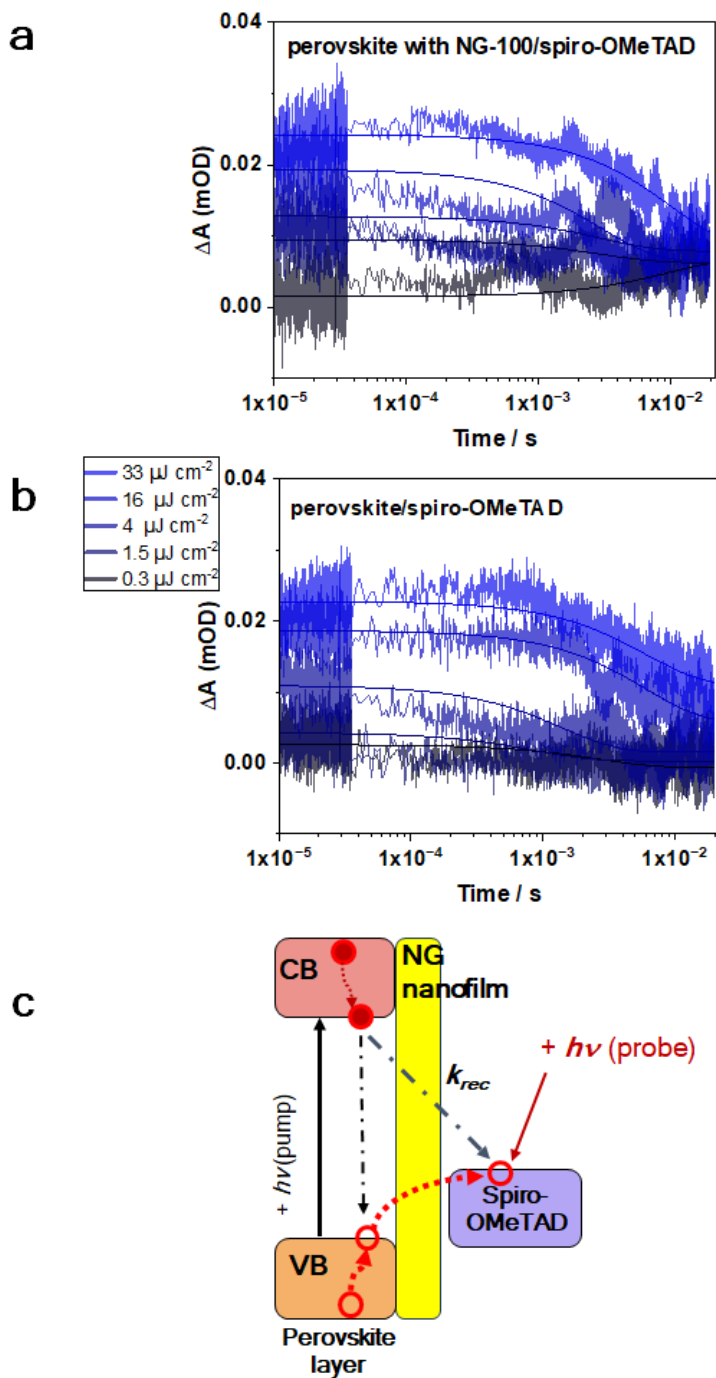 a
perovskite with NG-100/spiro-OMeTAD
0.04
0.02
0.00
ΔA (mOD)
1x10⁻⁵
1x10⁻⁴
1x10⁻³
1x10⁻²
Time / s
33 µJ cm⁻²
16 µJ cm⁻²
4 µJ cm⁻²
1.5 µJ cm⁻²
0.3 µJ cm⁻²
b
perovskite/spiro-OMeTAD
0.04
0.02
0.00
ΔA (mOD)
1x10⁻⁵
1x10⁻⁴
1x10⁻³
1x10⁻²
Time / s
c
CB
NG
nanofilm
+ hν (probe)
k_rec
+ hν(pump)
Spiro-
OMeTAD
VB
Perovskite
layer